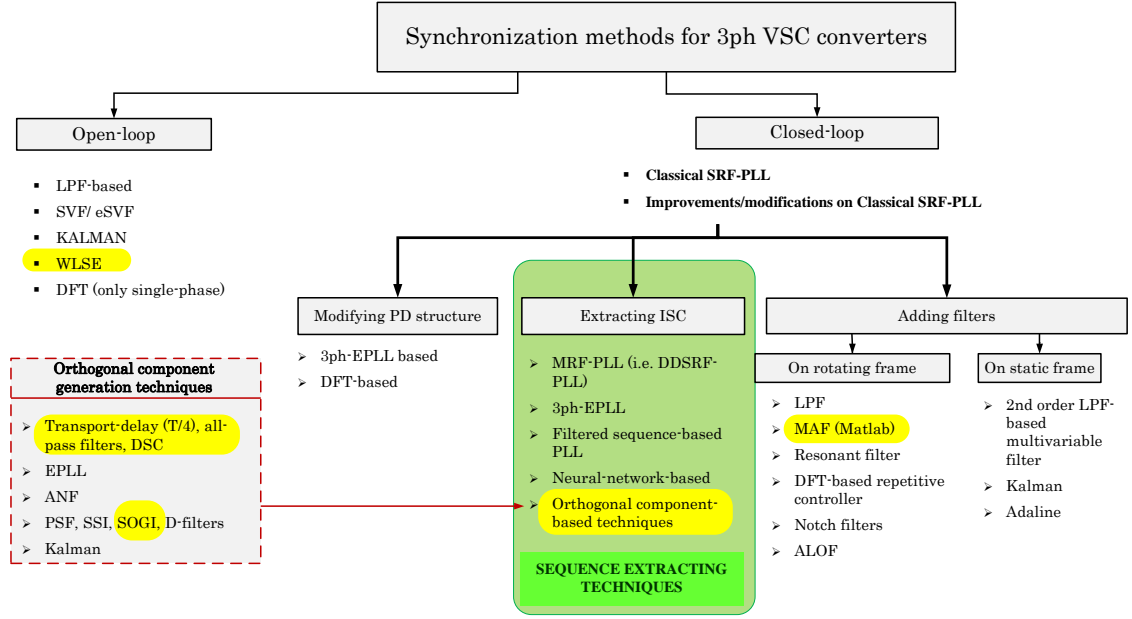 Synchronization methods for 3ph VSC converters
Open-loop
Closed-loop
LPF-based
SVF/ eSVF
KALMAN
WLSE
DFT (only single-phase)
Classical SRF-PLL
Improvements/modifications on Classical SRF-PLL
Modifying PD structure
3ph-EPLL based
DFT-based
Extracting ISC
MRF-PLL (i.e. DDSRF-
PLL)
3ph-EPLL
Filtered sequence-based
PLL
Neural-network-based
Orthogonal component-
based techniques
SEQUENCE EXTRACTING
TECHNIQUES
Adding filters
On rotating frame
LPF
MAF (Matlab)
Resonant filter
DFT-based repetitive
controller
Notch filters
ALOF
On static frame
2nd order LPF-
based
multivariable
filter
Kalman
Adaline
Orthogonal component
generation techniques
Transport-delay (T/4), all-
pass filters, DSC
EPLL
ANF
PSF, SSI, SOGI, D-filters
Kalman